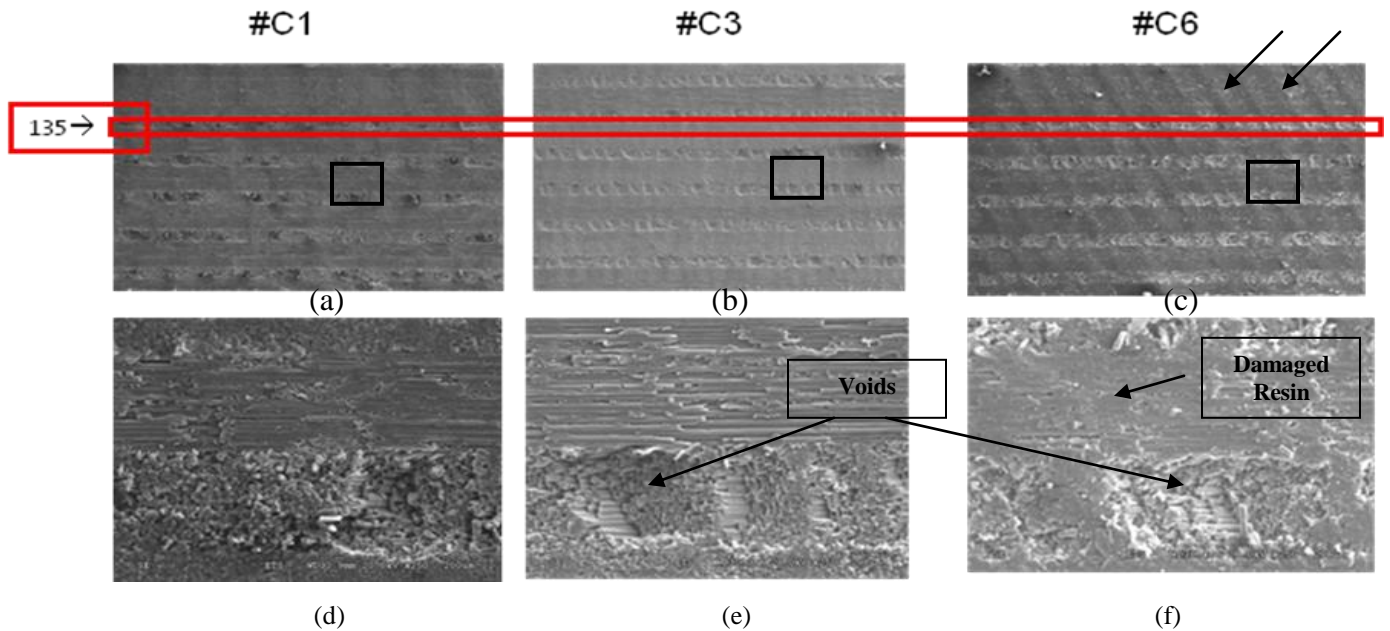 #C1 #C3 #C6
135→
(a) (b) (c)
Voids
Damaged
Resin
(d) (e) (f)